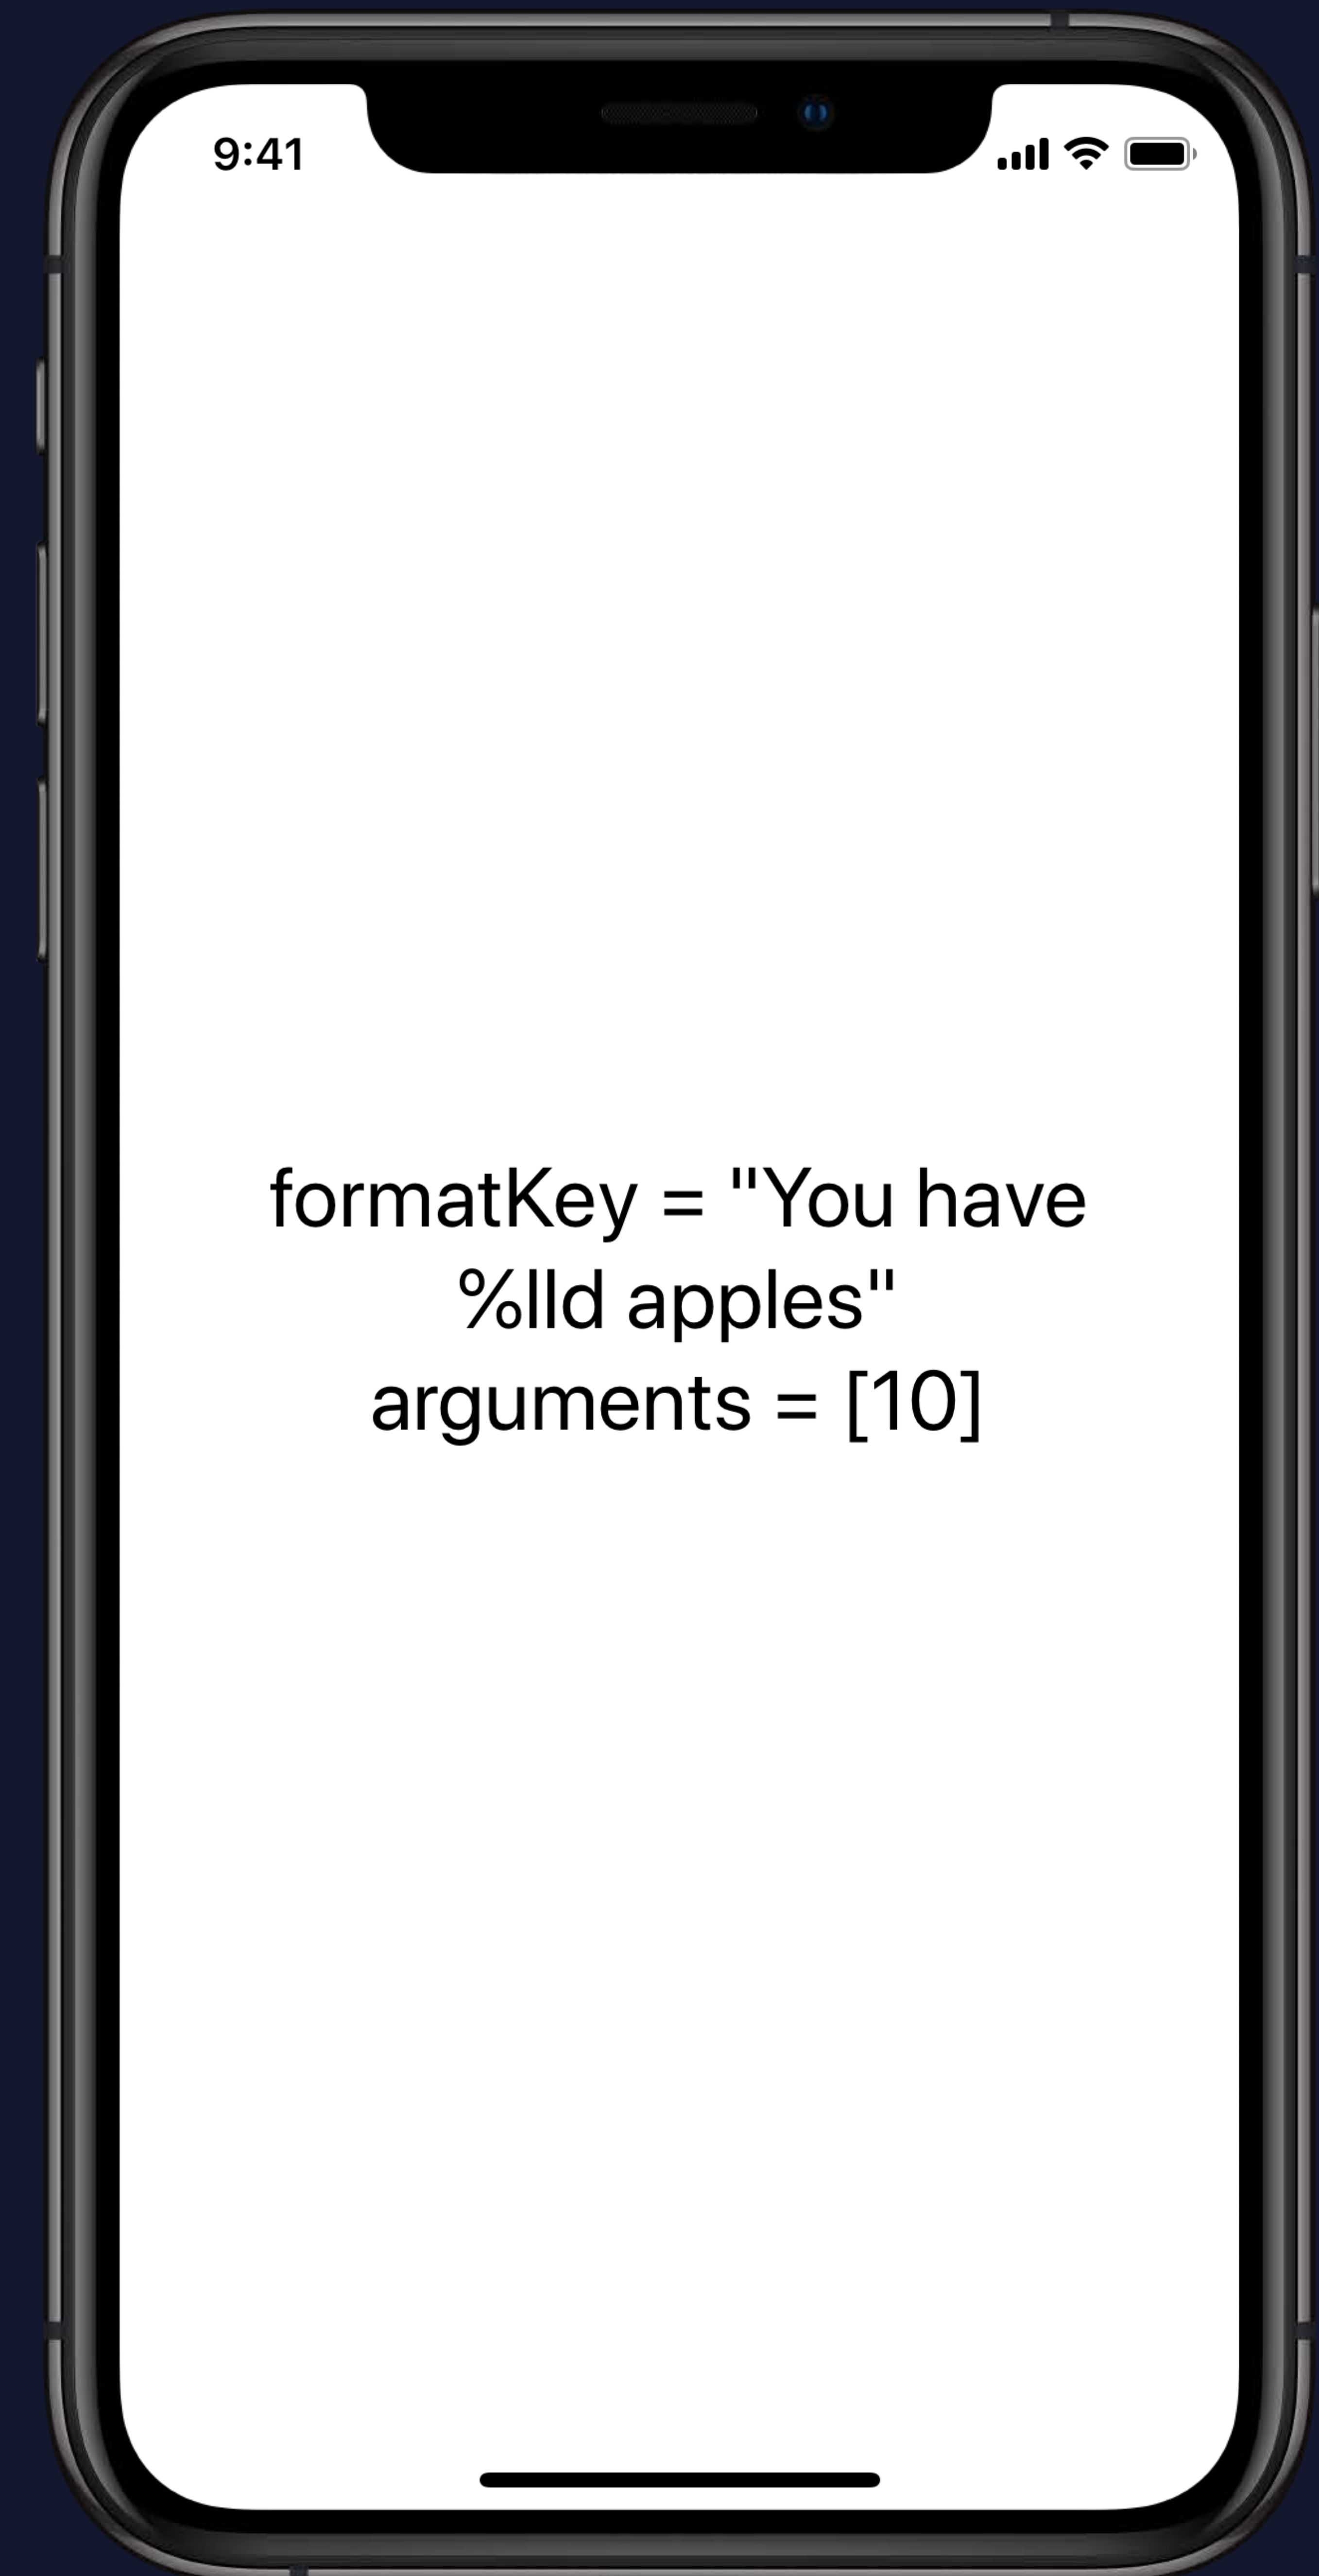 9:41
formatKey = "You have
%lld apples"
arguments = [10]